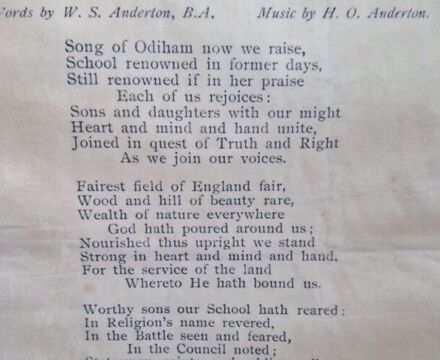 Words by W. S. Anderton, B.A. Music by H. O. Anderton.
Song of Odiham now we raise,
School renowned in former days,
Still renowned if in her praise
Each of us rejoices:
Sons and daughters with our might
Heart and mind and hand unite,
Joined in quest of Truth and Right
As we join our voices.
Fairest field of England fair,
Wood and hill of beauty rare,
Wealth of nature everywhere
God hath poured around us;
Nourished thus upright we stand
Strong in heart and mind and hand.
For the service of the land
Whereto He hath bound us.
Worthy sons our School hath reared:
In Religion's name revered,
In the Battle seen and feared,
In the Council noted;